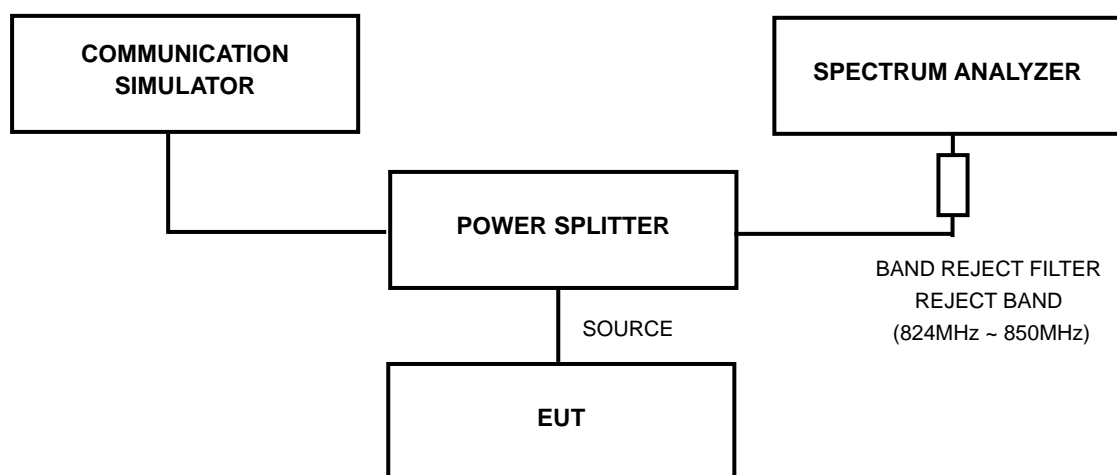 COMMUNICATION
SIMULATOR
SPECTRUM ANALYZER
POWER SPLITTER
BAND REJECT FILTER
REJECT BAND
(824MHz ~ 850MHz)
SOURCE
EUT